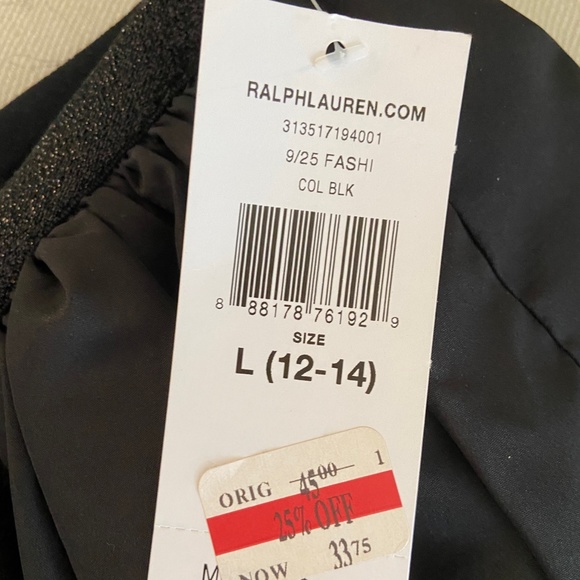 RALPHLAUREN.COM
313517194001
9/25 FASHI
COL BLK
8 88178 76192 9
SIZE
L (12-14)
ORIG 45 00 1
25% OFF
NOW 33 75